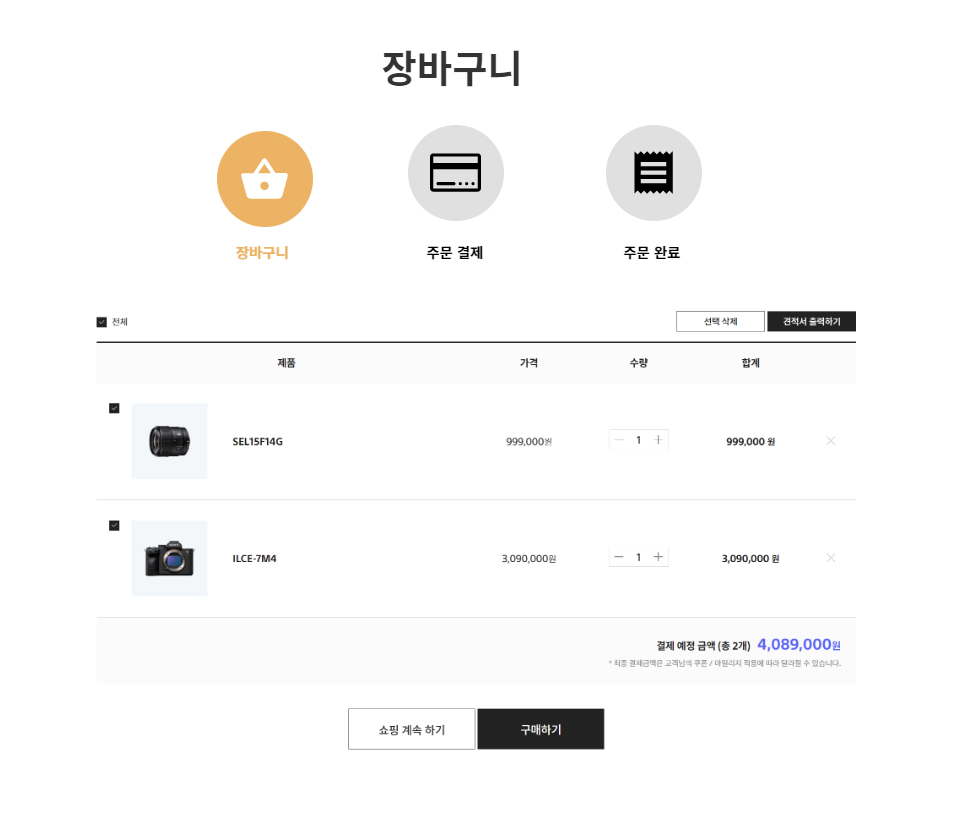 장바구니
장바구니 주문 결제 주문 완료
전체 선택 삭제 견적서 출력하기
제품 가격 수량 합계
SEL15F14G 999,000원 1 999,000 원
ILCE-7M4 3,090,000원 1 3,090,000 원
결제 예정 금액 (총 2개) 4,089,000원
* 최종 결제금액은 고객님의 쿠폰 / 마일리지 적용에 따라 달라질 수 있습니다.
쇼핑 계속 하기 구매하기